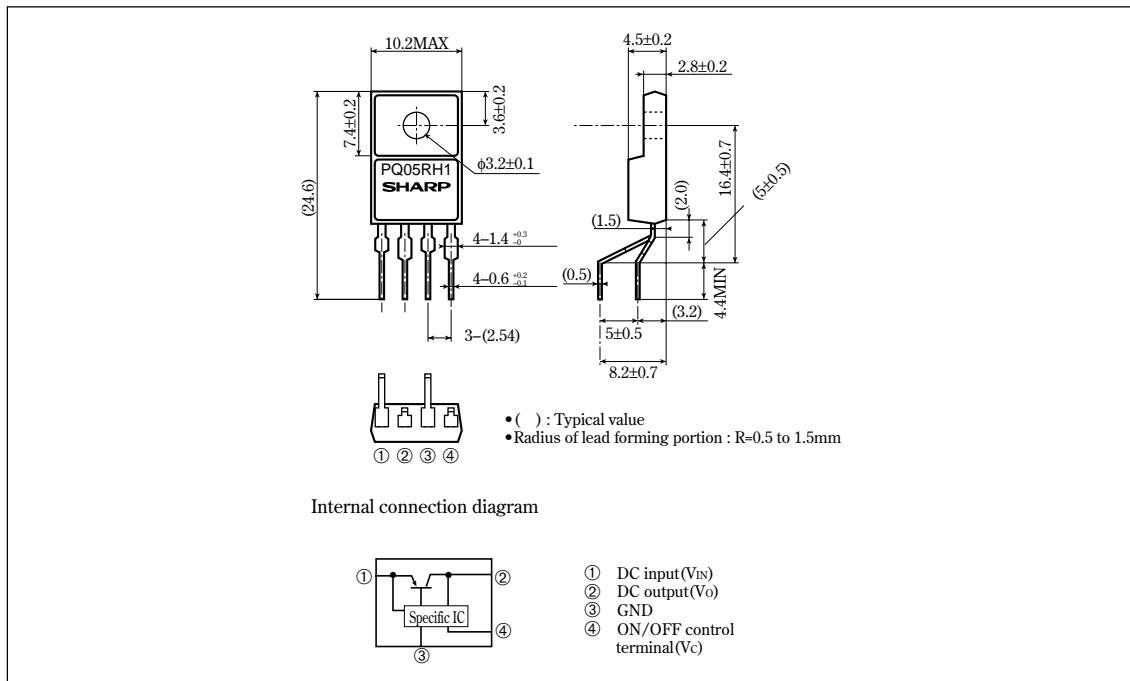 10.2MAX
4.5±0.2
2.8±0.2
7.4±0.2
3.6±0.2
φ3.2±0.1
PQ05RH1
SHARP
(24.6)
16.4±0.7
(5±0.5)
(2.0)
(1.5)
4–1.4 +0.3 –0
4–0.6 +0.2 –0.1
(0.5)
4.4MIN
(3.2)
3–(2.54)
5±0.5
8.2±0.7
•( ) : Typical value
•Radius of lead forming portion : R=0.5 to 1.5mm
① ② ③ ④
Internal connection diagram
①
②
Specific IC
④
③
① DC input(VIN)
② DC output(VO)
③ GND
④ ON/OFF control
terminal(VC)